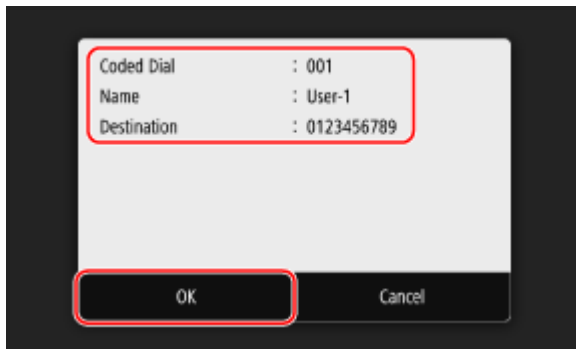 Coded Dial : 001
Name : User-1
Destination : 0123456789
OK Cancel